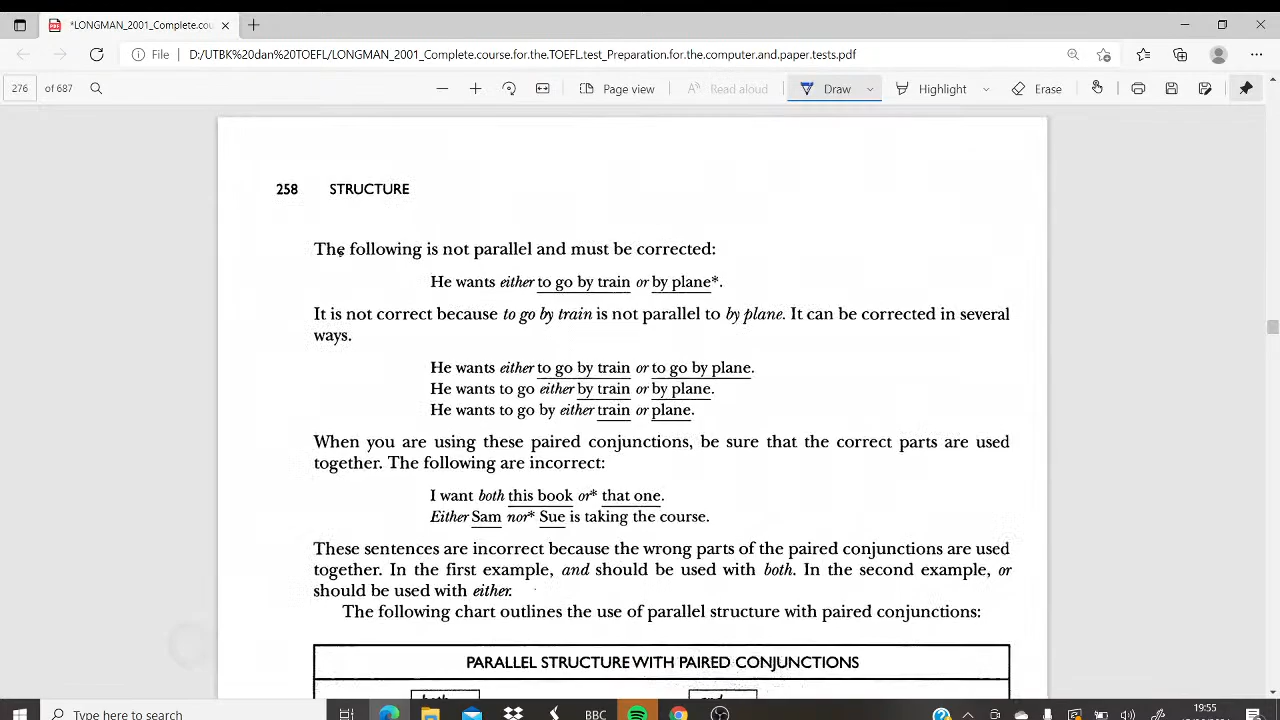 *LONGMAN_2001_Complete.cou
File D:/UTBK%20dan%20TOEFL/LONGMAN_2001_Complete.course.for.the.TOEFL.test_Preparation.for.the.computer.and.paper.tests.pdf
276 of 687 Page view Read aloud Draw Highlight Erase
258 STRUCTURE
The following is not parallel and must be corrected:
He wants either to go by train or by plane*.
It is not correct because to go by train is not parallel to by plane. It can be corrected in several
ways.
He wants either to go by train or to go by plane.
He wants to go either by train or by plane.
He wants to go by either train or plane.
When you are using these paired conjunctions, be sure that the correct parts are used
together. The following are incorrect:
I want both this book or* that one.
Either Sam nor* Sue is taking the course.
These sentences are incorrect because the wrong parts of the paired conjunctions are used
together. In the first example, and should be used with both. In the second example, or
should be used with either.
The following chart outlines the use of parallel structure with paired conjunctions:
PARALLEL STRUCTURE WITH PAIRED CONJUNCTIONS
both and
Type here to search BBC 19:55